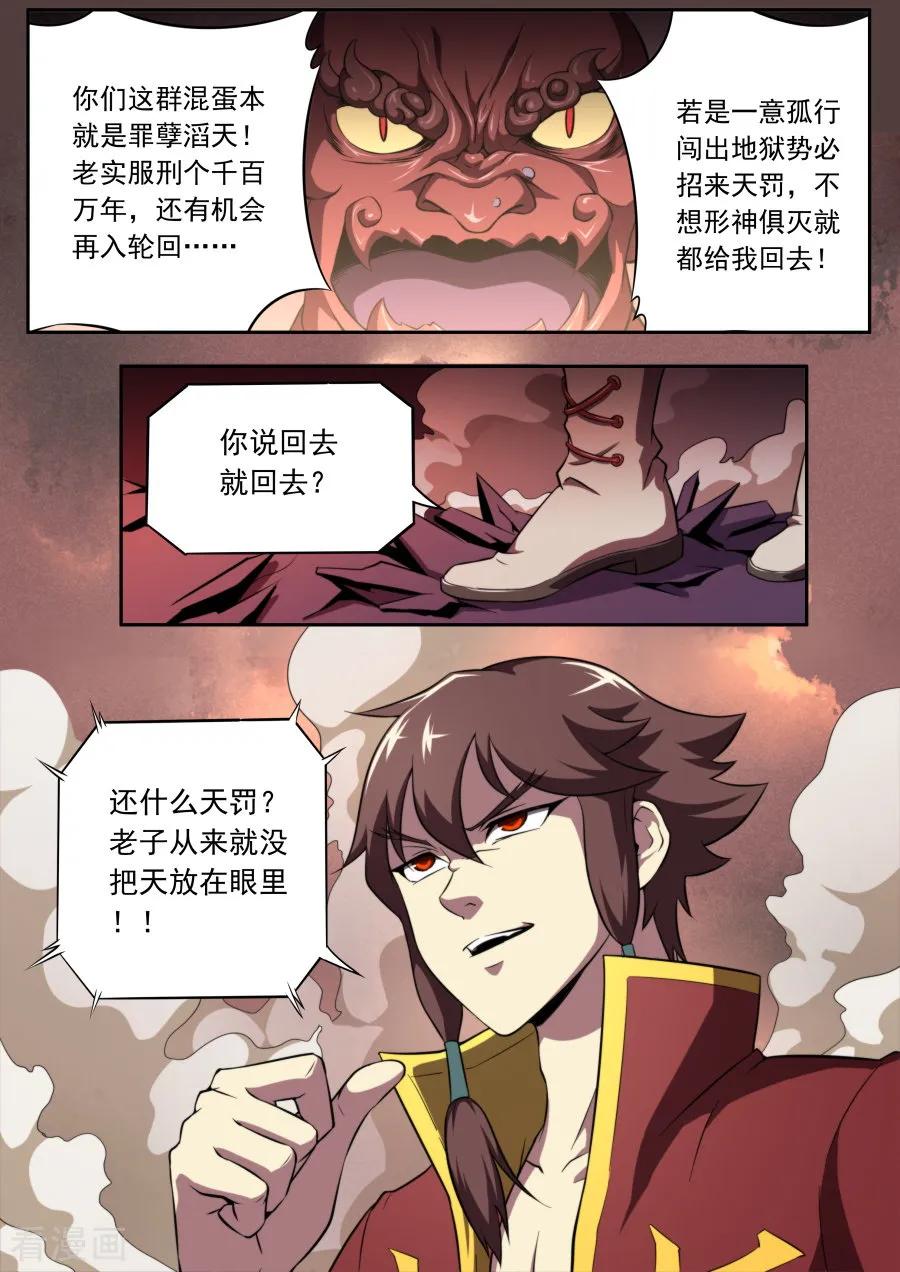 你们这群混蛋本
就是罪孽滔天！
老实服刑个千百
万年，还有机会
再入轮回……
若是一意孤行
闯出地狱势必
招来天罚，不
想形神俱灭就
都给我回去！
你说回去
就回去？
还什么天罚？
老子从来就没
把天放在眼里
！！
看漫画